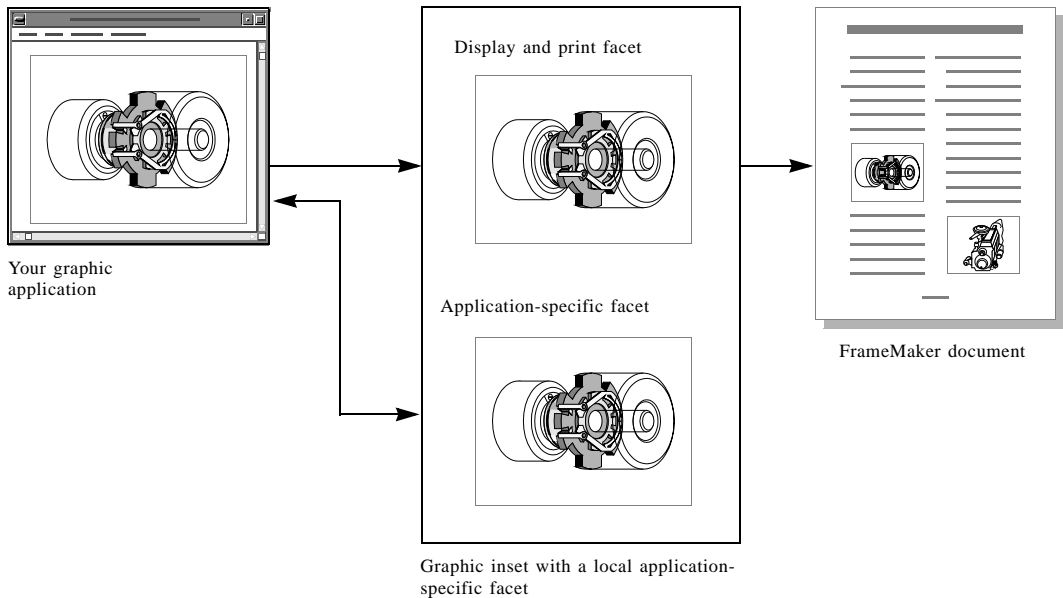 Display and print facet
Your graphic
application
Application-specific facet
FrameMaker document
Graphic inset with a local application-
specific facet